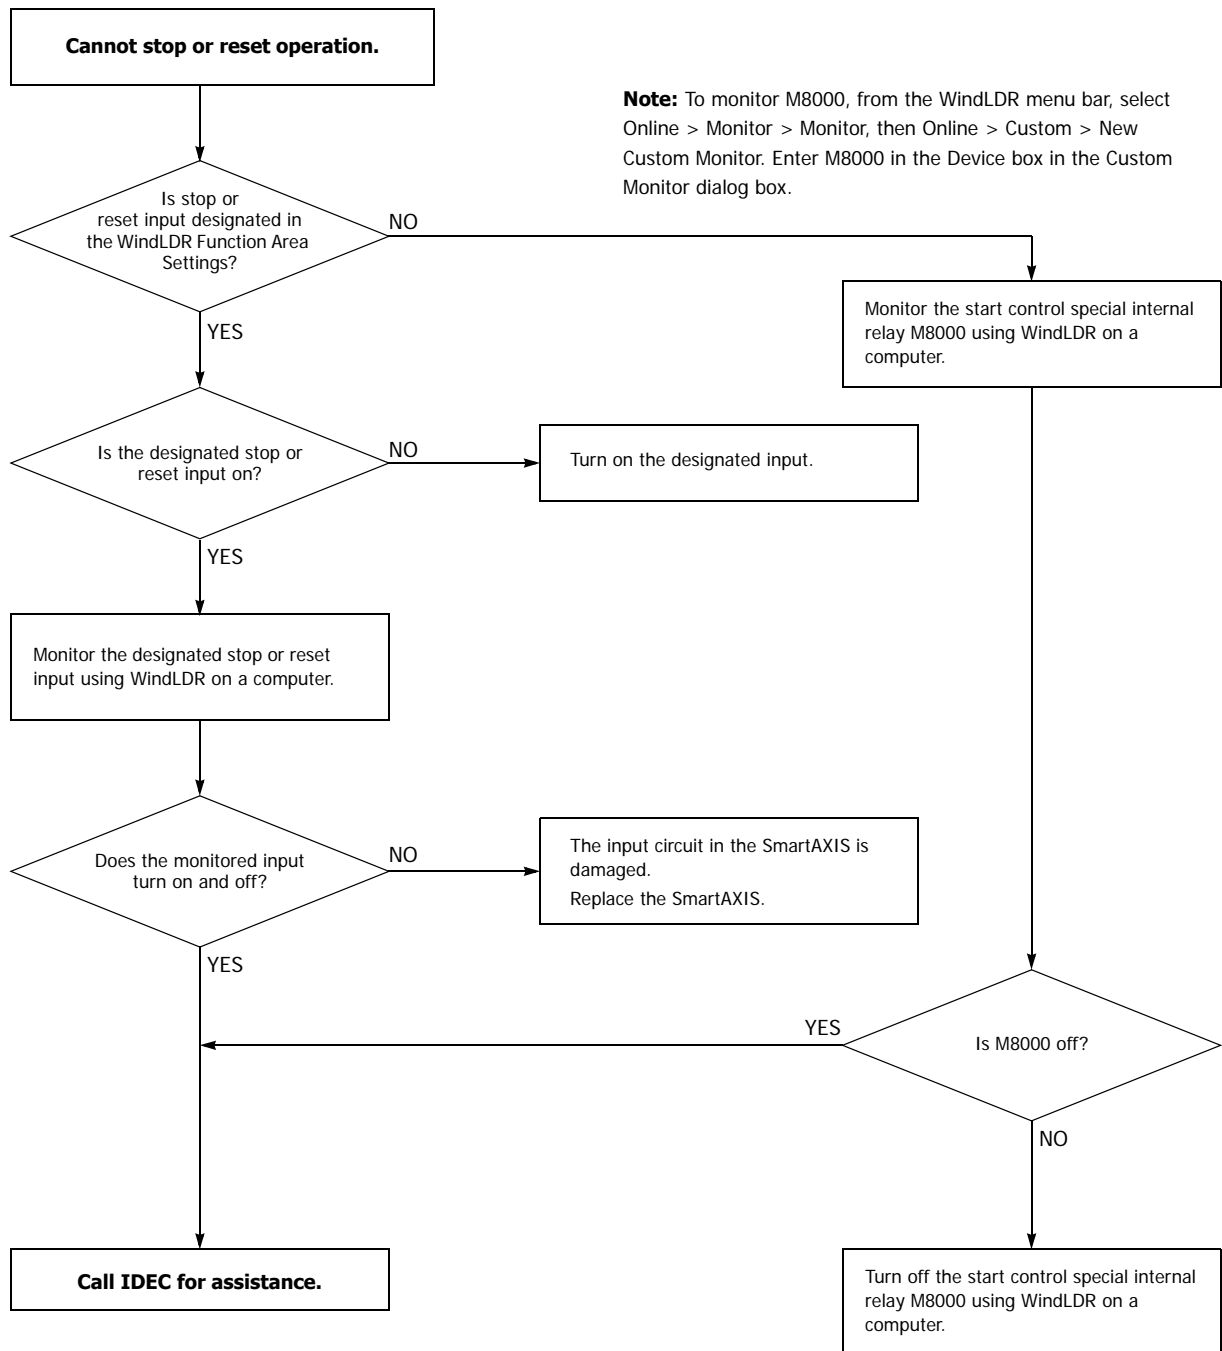 Cannot stop or reset operation.
Note: To monitor M8000, from the WindLDR menu bar, select
Online > Monitor > Monitor, then Online > Custom > New
Custom Monitor. Enter M8000 in the Device box in the Custom
Monitor dialog box.
Is stop or
reset input designated in
the WindLDR Function Area
Settings?
NO
YES
Monitor the start control special internal
relay M8000 using WindLDR on a
computer.
Is the designated stop or
reset input on?
NO
Turn on the designated input.
YES
Monitor the designated stop or reset
input using WindLDR on a computer.
Does the monitored input
turn on and off?
NO
The input circuit in the SmartAXIS is
damaged.
Replace the SmartAXIS.
YES
YES
Is M8000 off?
NO
Call IDEC for assistance.
Turn off the start control special internal
relay M8000 using WindLDR on a
computer.